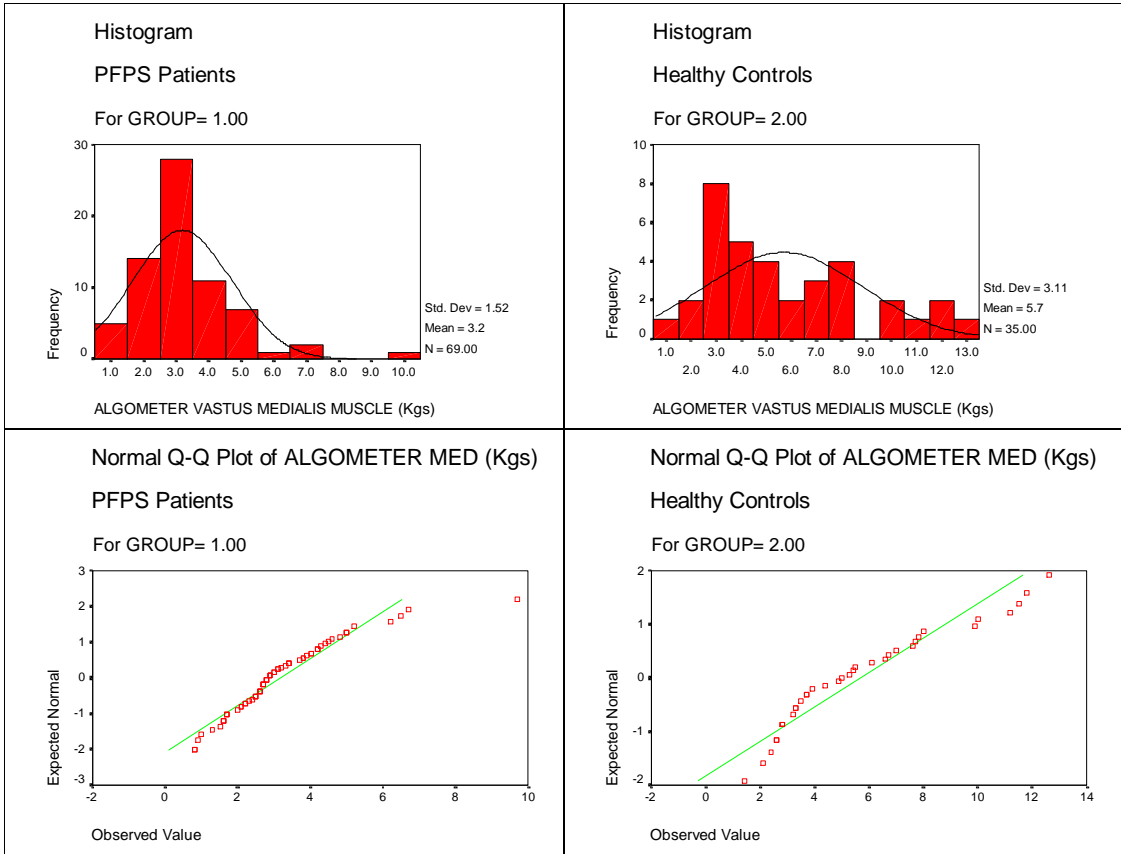 Histogram
PFPS Patients
For GROUP= 1.00
30
20
10
0
Frequency
1.0 2.0 3.0 4.0 5.0 6.0 7.0 8.0 9.0 10.0
Std. Dev = 1.52
Mean = 3.2
N = 69.00
ALGOMETER VASTUS MEDIALIS MUSCLE (Kgs)
Histogram
Healthy Controls
For GROUP= 2.00
10
8
6
4
2
0
Frequency
1.0 3.0 5.0 7.0 9.0 11.0 13.0
2.0 4.0 6.0 8.0 10.0 12.0
Std. Dev = 3.11
Mean = 5.7
N = 35.00
ALGOMETER VASTUS MEDIALIS MUSCLE (Kgs)
Normal Q-Q Plot of ALGOMETER MED (Kgs)
PFPS Patients
For GROUP= 1.00
3
2
1
0
-1
-2
-3
Expected Normal
-2 0 2 4 6 8 10
Observed Value
Normal Q-Q Plot of ALGOMETER MED (Kgs)
Healthy Controls
For GROUP= 2.00
2
1
0
-1
-2
Expected Normal
-2 0 2 4 6 8 10 12 14
Observed Value